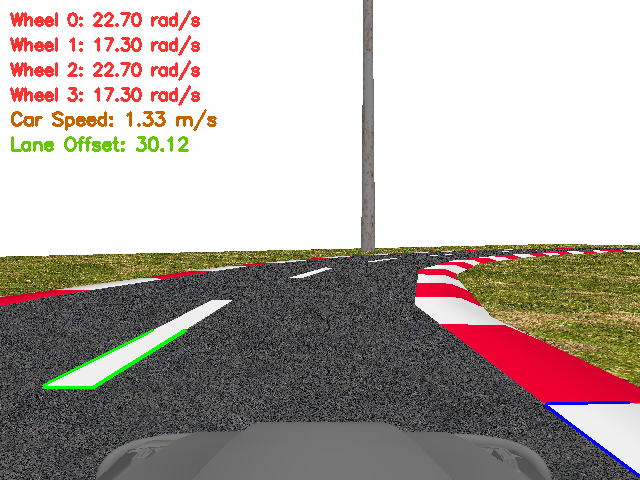 Wheel 0: 22.70 rad/s
Wheel 1: 17.30 rad/s
Wheel 2: 22.70 rad/s
Wheel 3: 17.30 rad/s
Car Speed: 1.33 m/s
Lane Offset: 30.12